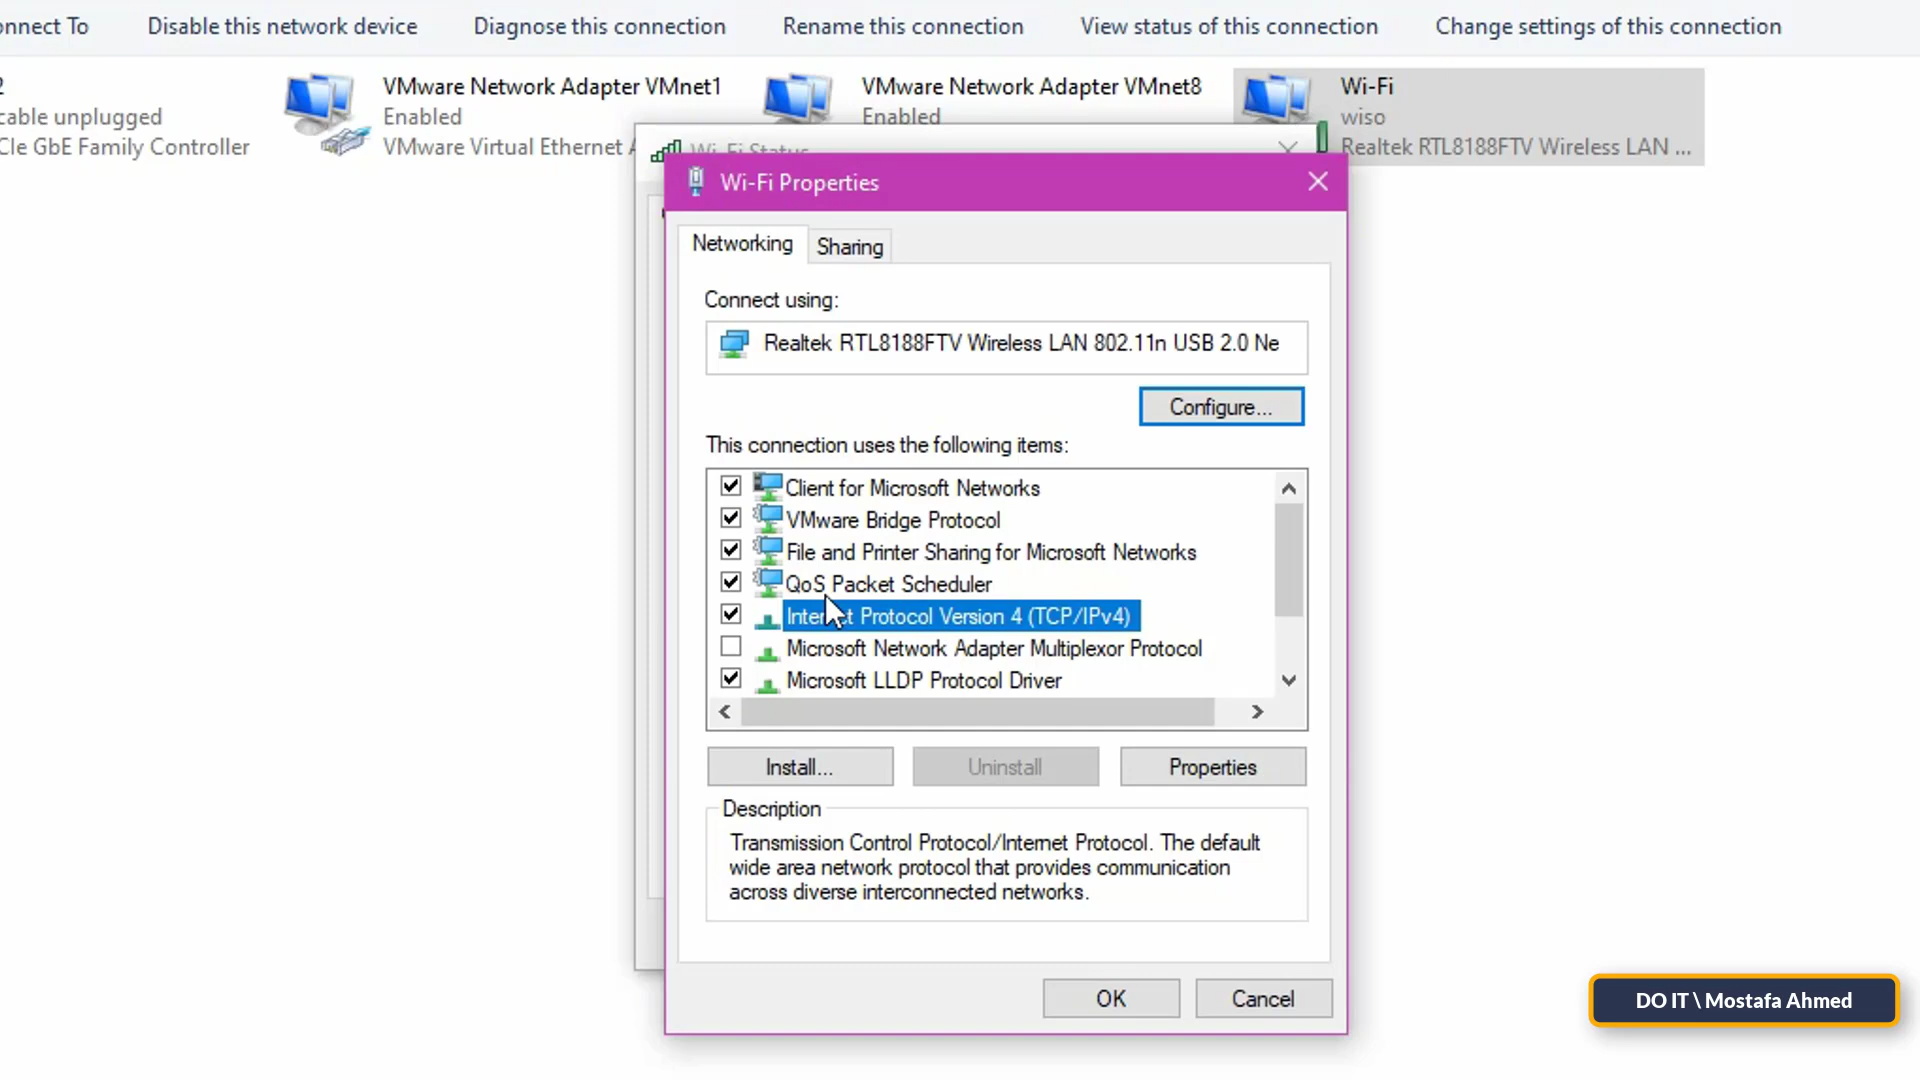 onnect To
Disable this network device
Diagnose this connection
Rename this connection
View status of this connection
Change settings of this connection
2
cable unplugged
CIe GbE Family Controller
VMware Network Adapter VMnet1
Enabled
VMware Virtual Ethernet A
VMware Network Adapter VMnet8
Enabled
Wi-Fi
wiso
Realtek RTL8188FTV Wireless LAN ...
Wi-Fi Status
Wi-Fi Properties
Networking
Sharing
Connect using:
Realtek RTL8188FTV Wireless LAN 802.11n USB 2.0 Ne
Configure...
This connection uses the following items:
Client for Microsoft Networks
VMware Bridge Protocol
File and Printer Sharing for Microsoft Networks
QoS Packet Scheduler
Internet Protocol Version 4 (TCP/IPv4)
Microsoft Network Adapter Multiplexor Protocol
Microsoft LLDP Protocol Driver
Install...
Uninstall
Properties
Description
Transmission Control Protocol/Internet Protocol. The default
wide area network protocol that provides communication
across diverse interconnected networks.
OK
Cancel
DO IT \ Mostafa Ahmed